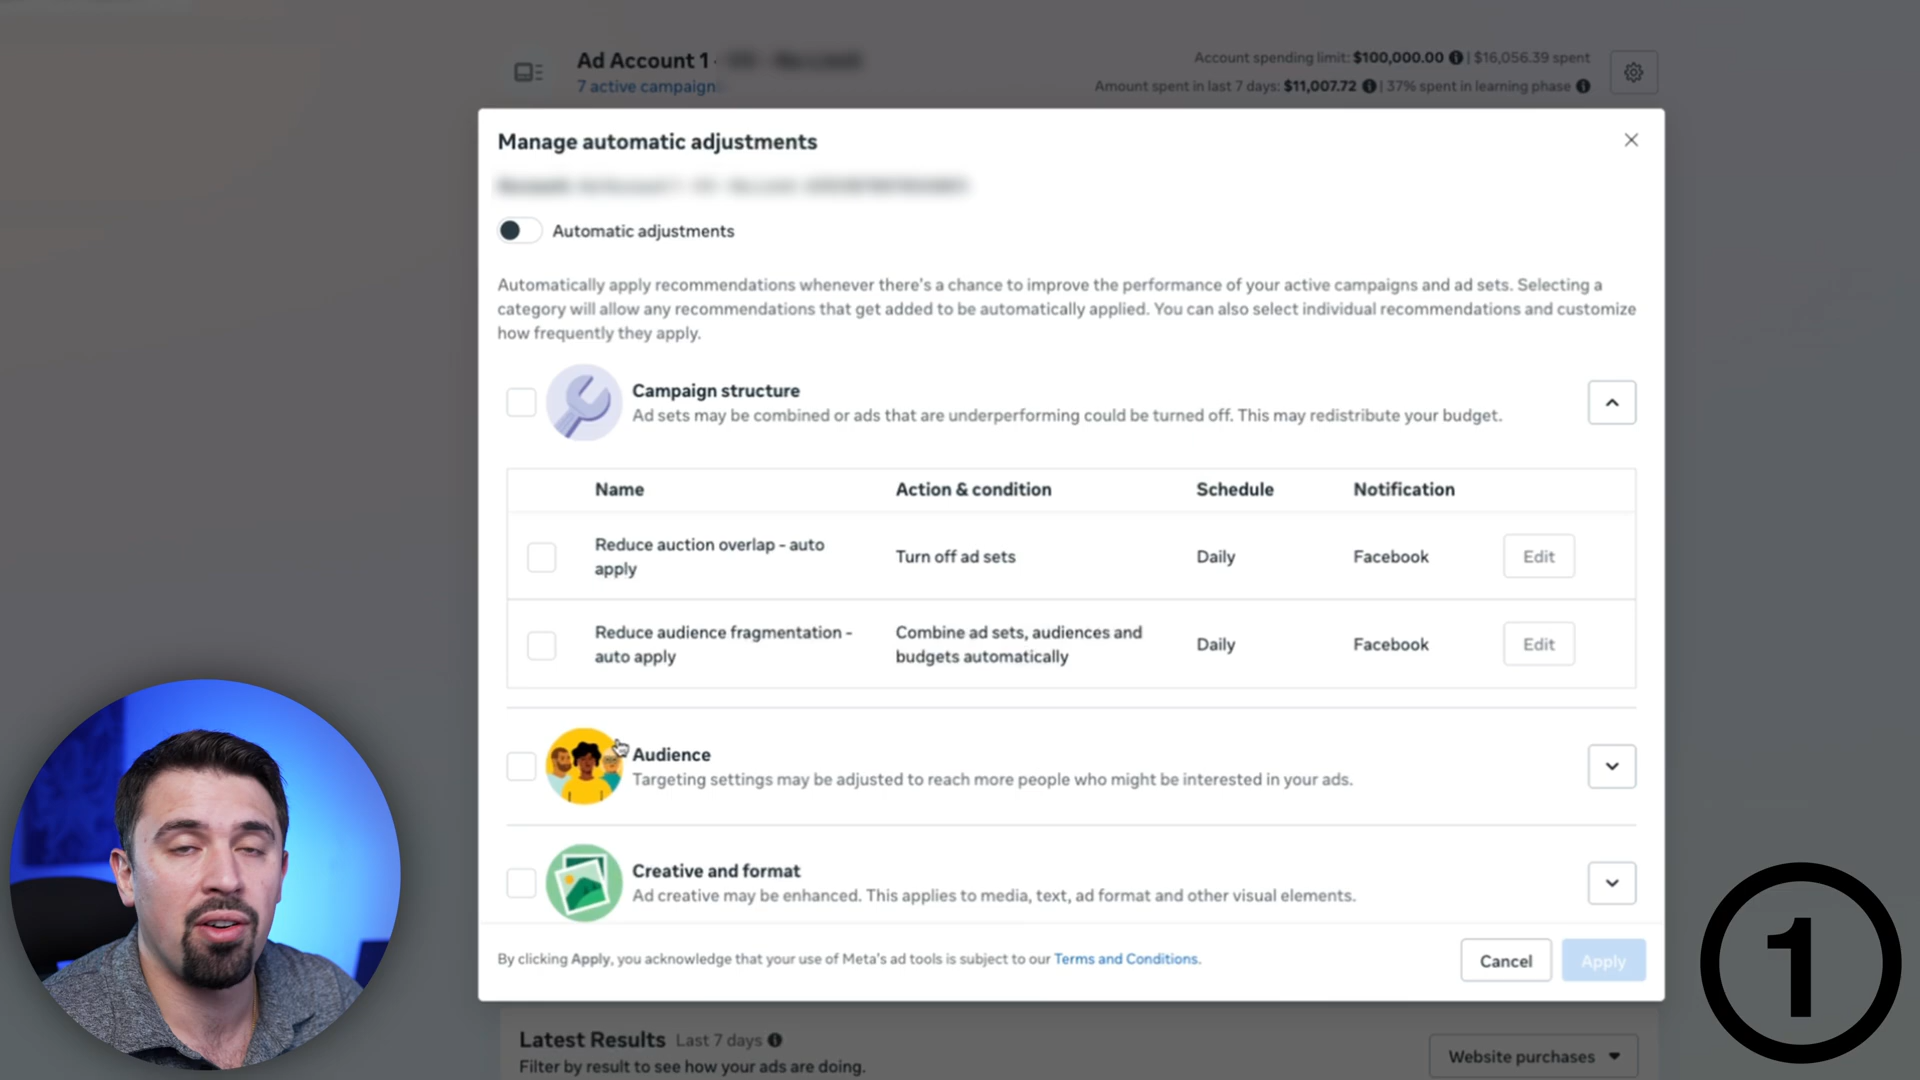 Ad Account 1 -
Account spending limit: $100,000.00 | $16,056.39 spent
7 active campaign
Amount spent in last 7 days: $11,007.72 | 37% spent in learning phase
Manage automatic adjustments
Automatic adjustments
Automatically apply recommendations whenever there's a chance to improve the performance of your active campaigns and ad sets. Selecting a
category will allow any recommendations that get added to be automatically applied. You can also select individual recommendations and customize
how frequently they apply.
Campaign structure
Ad sets may be combined or ads that are underperforming could be turned off. This may redistribute your budget.
Name Action & condition Schedule Notification
Reduce auction overlap - auto
apply
Turn off ad sets
Daily
Facebook
Edit
Reduce audience fragmentation -
auto apply
Combine ad sets, audiences and
budgets automatically
Daily
Facebook
Edit
Audience
Targeting settings may be adjusted to reach more people who might be interested in your ads.
Creative and format
Ad creative may be enhanced. This applies to media, text, ad format and other visual elements.
By clicking Apply, you acknowledge that your use of Meta's ad tools is subject to our Terms and Conditions.
Cancel
Apply
1
Latest Results Last 7 days
Filter by result to see how your ads are doing.
Website purchases